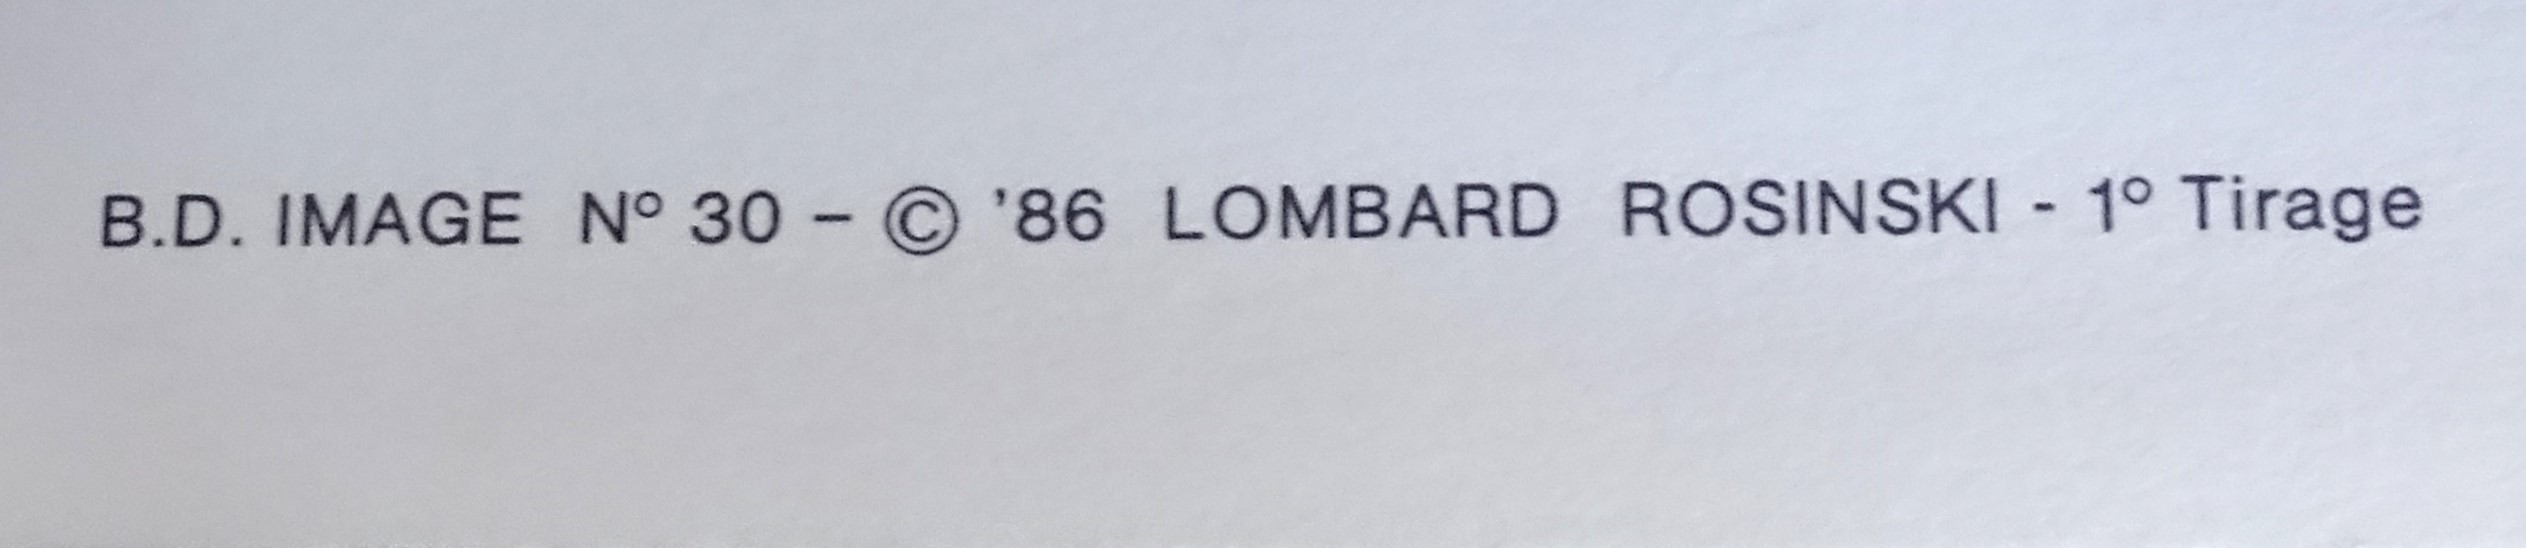 B.D. IMAGE N° 30 – © '86 LOMBARD ROSINSKI - 1° Tirage